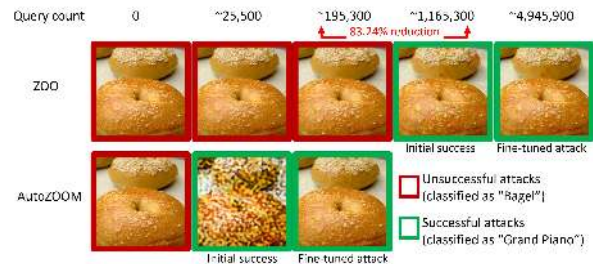 Query count 0 ~25,500 ~195,300 ~1,165,300 ~4,945,900
83.24% reduction
ZOO
Initial success Fine-tuned attack
AutoZOOM
Unsuccessful attacks
(classified as "Bagel")
Successful attacks
(classified as "Grand Piano")
Initial success Fine-tuned attack